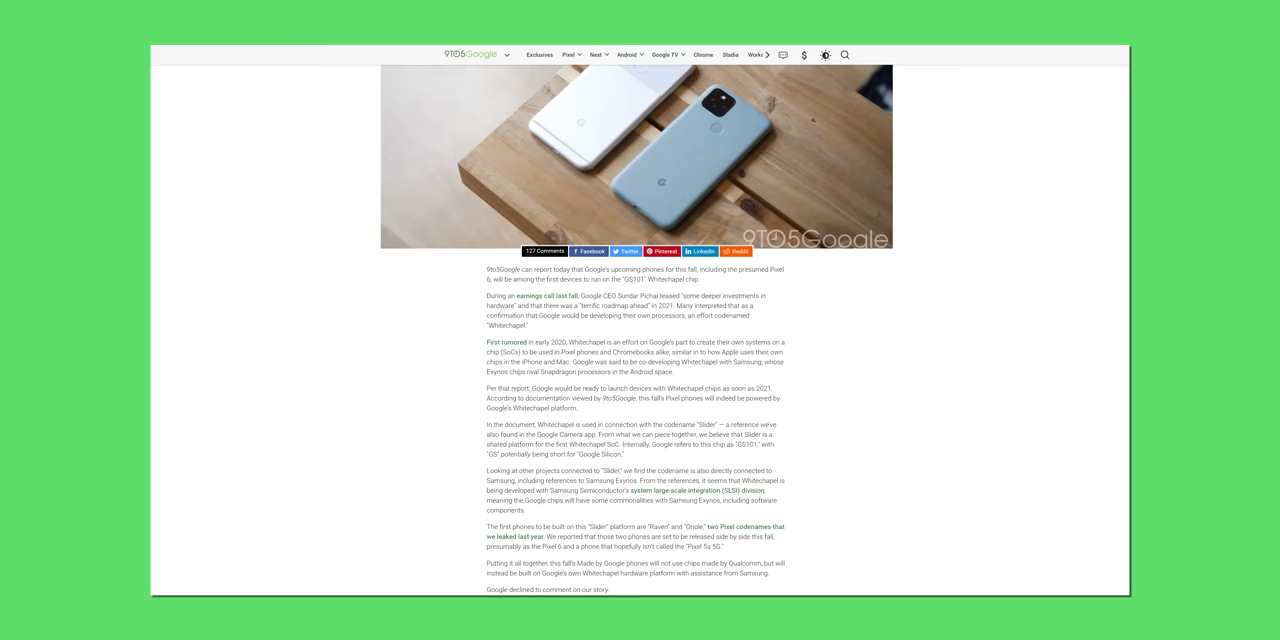 9TO5Google
Exclusives Pixel Nest Android Google TV Chrome Stadia Works
9TO5Google
127 Comments Facebook Twitter Pinterest LinkedIn Reddit
9to5Google can report today that Google's upcoming phones for this fall, including the presumed Pixel
6, will be among the first devices to run on the "GS101" Whitechapel chip.
During an earnings call last fall, Google CEO Sundar Pichai teased "some deeper investments in
hardware" and that there was a "terrific roadmap ahead" in 2021. Many interpreted that as a
confirmation that Google would be developing their own processors, an effort codenamed
"Whitechapel."
First rumored in early 2020, Whitechapel is an effort on Google's part to create their own systems on a
chip (SoCs) to be used in Pixel phones and Chromebooks alike, similar in to how Apple uses their own
chips in the iPhone and Mac. Google was said to be co-developing Whitechapel with Samsung, whose
Exynos chips rival Snapdragon processors in the Android space.
Per that report, Google would be ready to launch devices with Whitechapel chips as soon as 2021.
According to documentation viewed by 9to5Google, this fall's Pixel phones will indeed be powered by
Google's Whitechapel platform.
In the document, Whitechapel is used in connection with the codename "Slider" — a reference we've
also found in the Google Camera app. From what we can piece together, we believe that Slider is a
shared platform for the first Whitechapel SoC. Internally, Google refers to this chip as "GS101," with
"GS" potentially being short for "Google Silicon."
Looking at other projects connected to "Slider," we find the codename is also directly connected to
Samsung, including references to Samsung Exynos. From the references, it seems that Whitechapel is
being developed with Samsung Semiconductor's system large-scale integration (SLSI) division,
meaning the Google chips will have some commonalities with Samsung Exynos, including software
components.
The first phones to be built on this "Slider" platform are "Raven" and "Oriole," two Pixel codenames that
we leaked last year. We reported that those two phones are set to be released side by side this fall,
presumably as the Pixel 6 and a phone that hopefully isn't called the "Pixel 5a 5G."
Putting it all together, this fall's Made by Google phones will not use chips made by Qualcomm, but will
instead be built on Google's own Whitechapel hardware platform with assistance from Samsung.
Google declined to comment on our story.